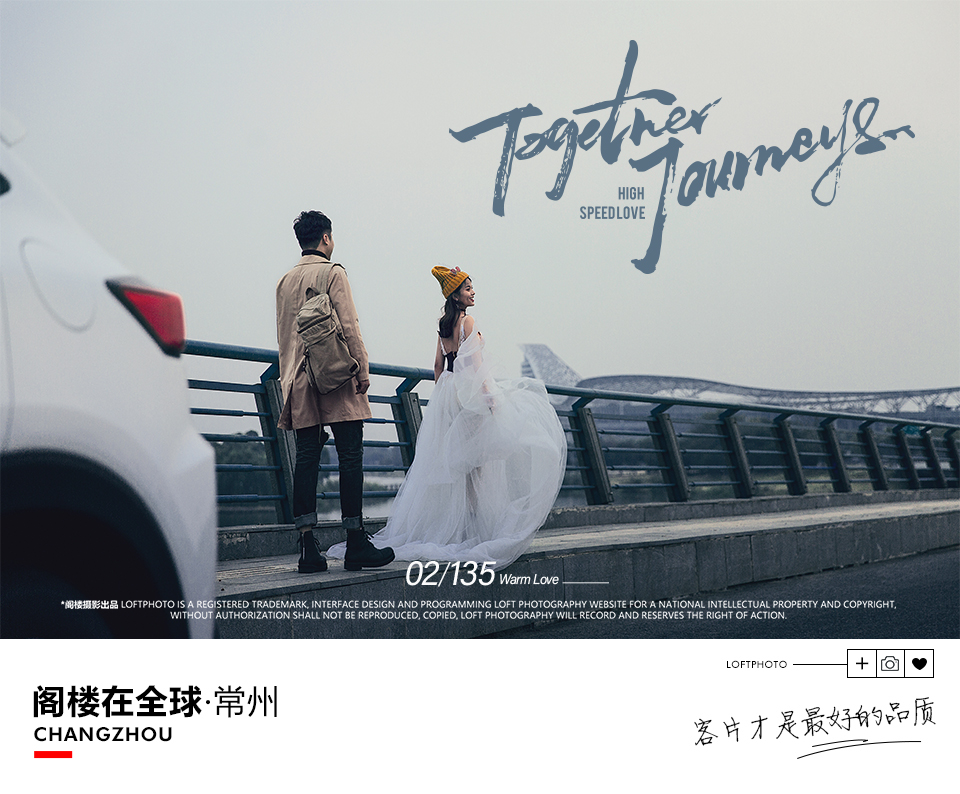 Together
Journeys
HIGH
SPEED LOVE
02/135 Warm Love
*阁楼摄影出品 LOFTPHOTO IS A REGISTERED TRADEMARK, INTERFACE DESIGN AND PROGRAMMING LOFT PHOTOGRAPHY WEBSITE FOR A NATIONAL INTELLECTUAL PROPERTY AND COPYRIGHT,
WITHOUT AUTHORIZATION SHALL NOT BE REPRODUCED, COPIED, LOFT PHOTOGRAPHY WILL RECORD AND RESERVES THE RIGHT OF ACTION.
LOFTPHOTO
阁楼在全球·常州
CHANGZHOU
客片才是最好的品质